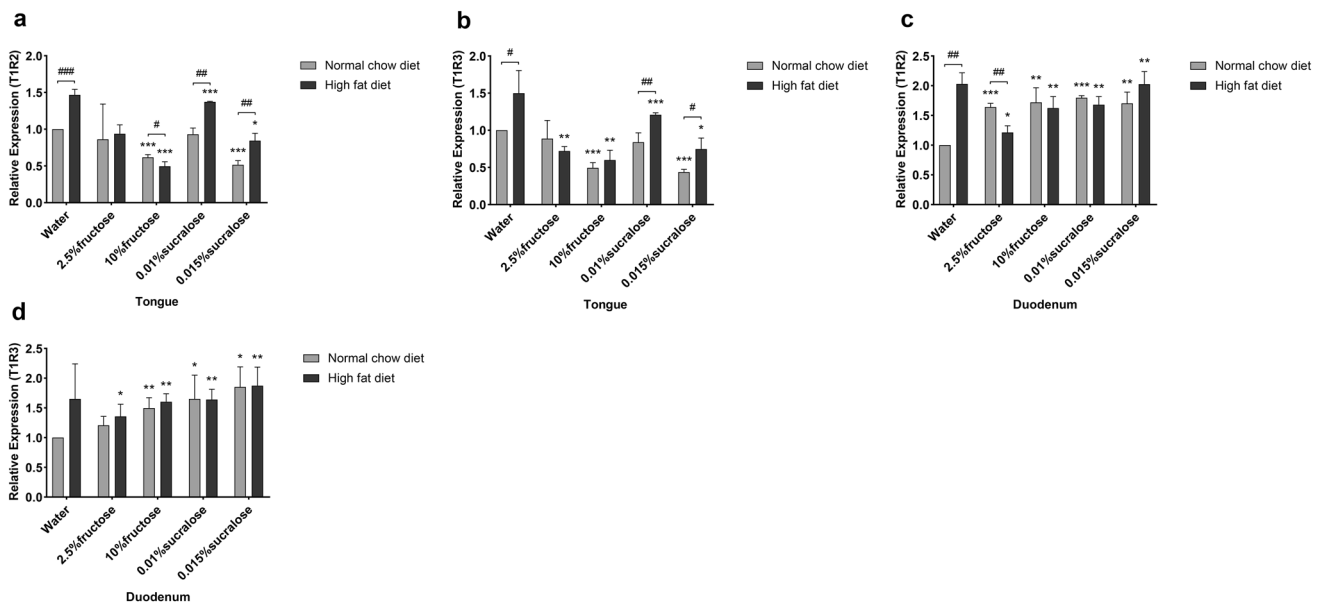 a
Relative Expression (T1R2)
2.0
1.5
1.0
0.5
0.0
###
#
##
##
***
***
***
***
*
Water
2.5%fructose
10%fructose
0.01%sucralose
0.015%sucralose
Tongue
Normal chow diet
High fat diet
b
Relative Expression (T1R3)
2.0
1.5
1.0
0.5
0.0
#
##
#
**
***
**
***
***
*
Water
2.5%fructose
10%fructose
0.01%sucralose
0.015%sucralose
Tongue
Normal chow diet
High fat diet
c
Relative Expression (T1R2)
2.5
2.0
1.5
1.0
0.5
0.0
##
##
***
*
**
**
***
**
**
**
Water
2.5%fructose
10%fructose
0.01%sucralose
0.015%sucralose
Duodenum
Normal chow diet
High fat diet
d
Relative Expression (T1R3)
2.5
2.0
1.5
1.0
0.5
0.0
*
**
**
*
**
*
**
Water
2.5%fructose
10%fructose
0.01%sucralose
0.015%sucralose
Duodenum
Normal chow diet
High fat diet